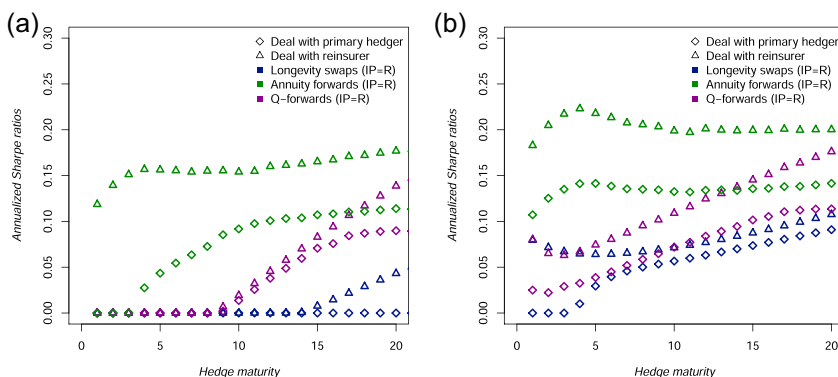 (a)
Annualized Sharpe ratios
0.30
0.25
0.20
0.15
0.10
0.05
0.00
Deal with primary hedger
Deal with reinsurer
Longevity swaps (IP=R)
Annuity forwards (IP=R)
Q−forwards (IP=R)
0 5 10 15 20
Hedge maturity
(b)
Annualized Sharpe ratios
0.30
0.25
0.20
0.15
0.10
0.05
0.00
Deal with primary hedger
Deal with reinsurer
Longevity swaps (IP=R)
Annuity forwards (IP=R)
Q−forwards (IP=R)
0 5 10 15 20
Hedge maturity